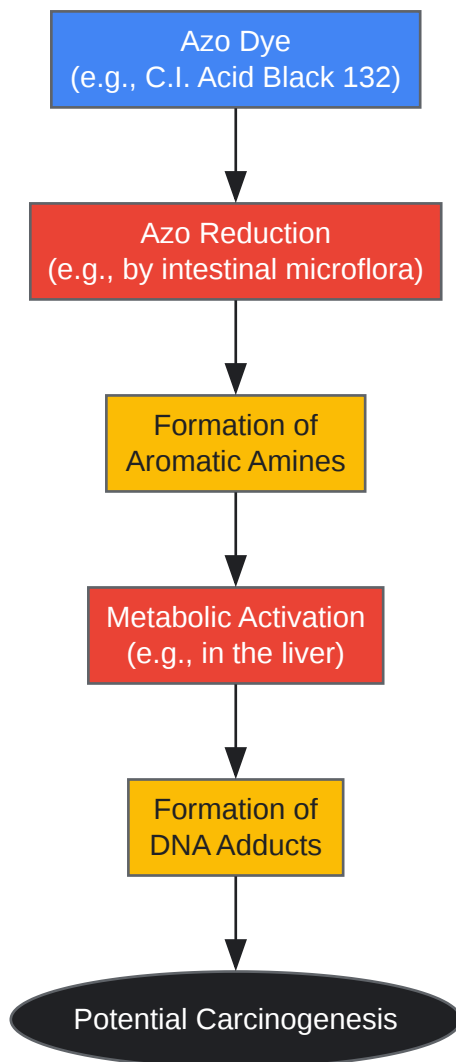 Azo Dye
(e.g., C.I. Acid Black 132)
Azo Reduction
(e.g., by intestinal microflora)
Formation of
Aromatic Amines
Metabolic Activation
(e.g., in the liver)
Formation of
DNA Adducts
Potential Carcinogenesis